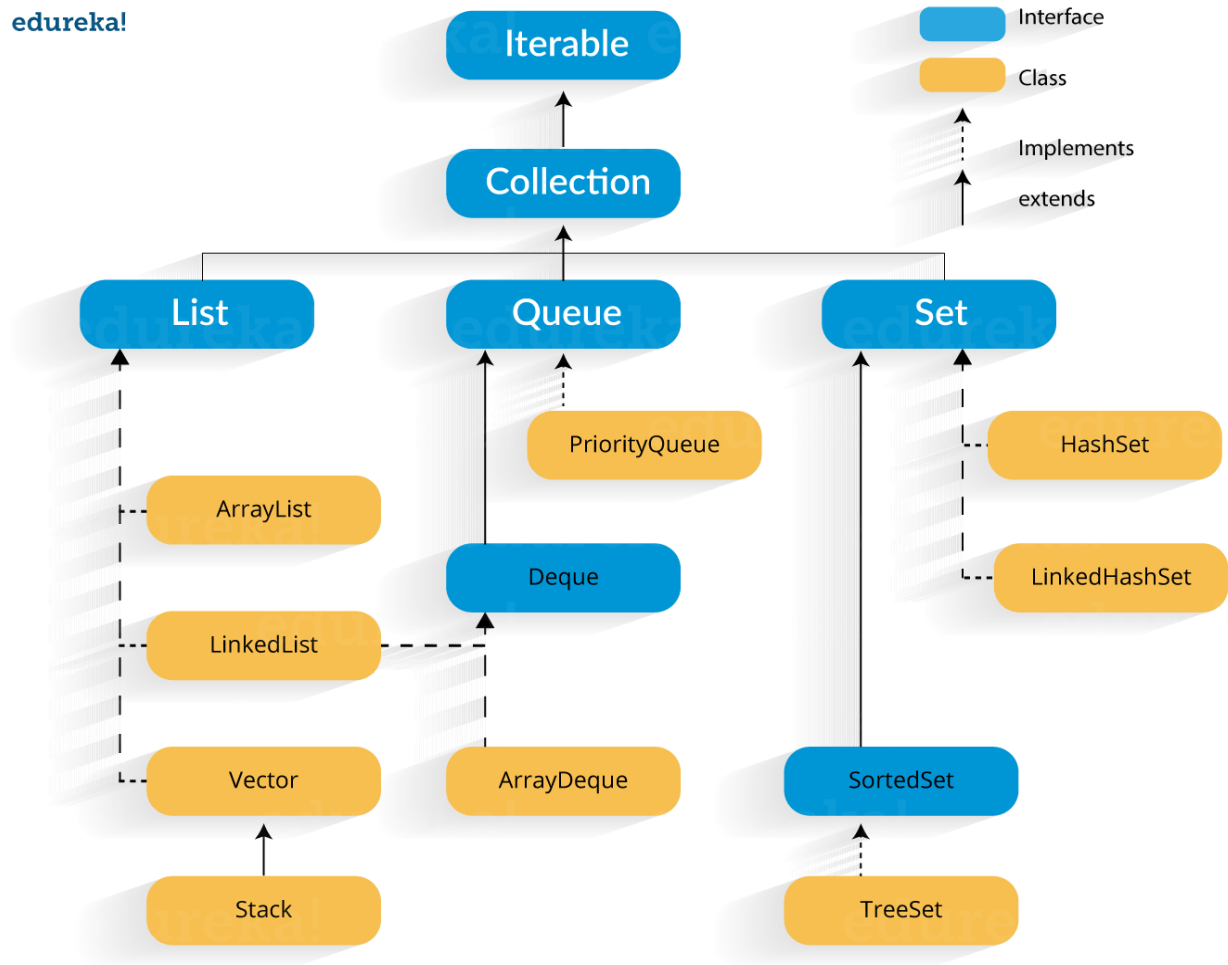 edureka!
Iterable
Interface
Class
Implements
extends
Collection
List
Queue
Set
PriorityQueue
HashSet
ArrayList
Deque
LinkedHashSet
LinkedList
Vector
ArrayDeque
SortedSet
Stack
TreeSet